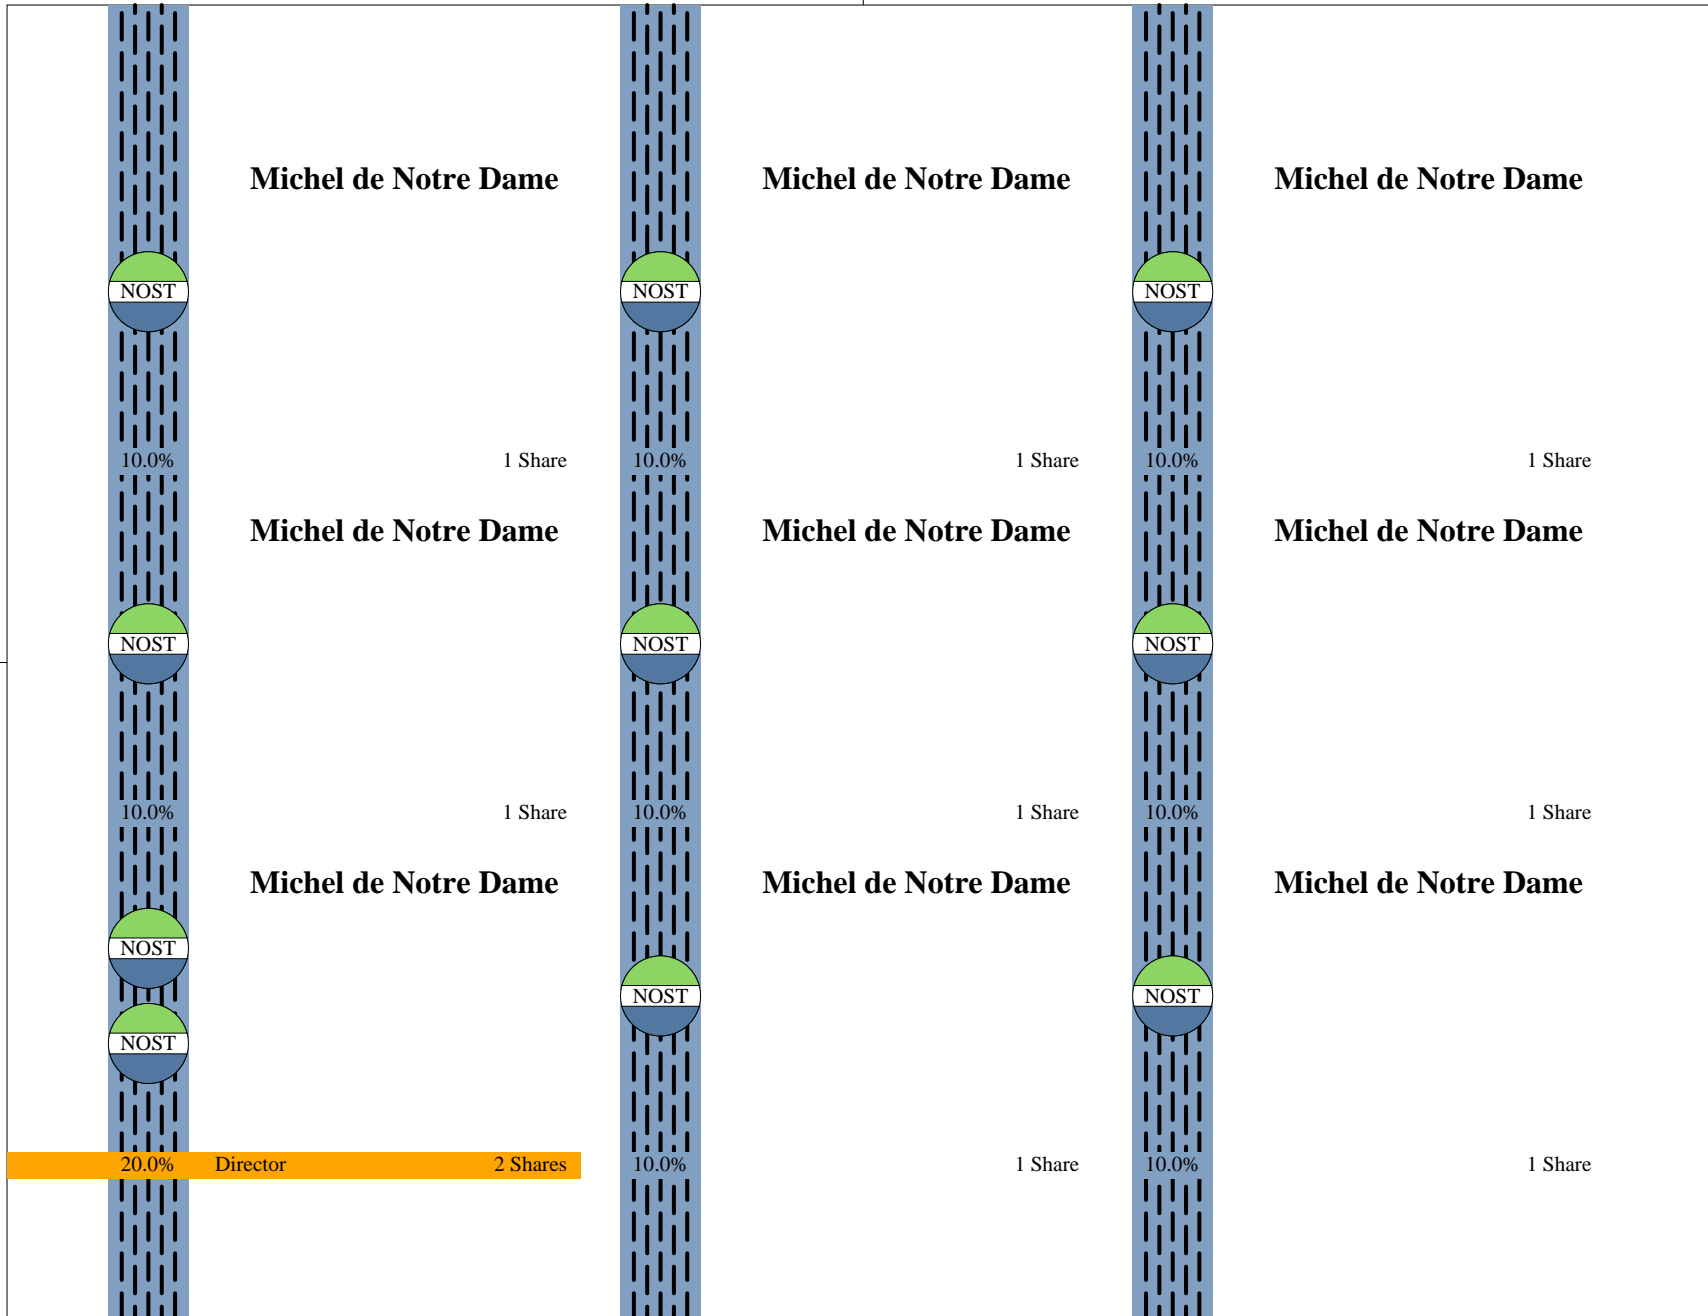 Michel de Notre Dame Michel de Notre Dame Michel de Notre Dame
NOST NOST NOST
10.0% 1 Share 10.0% 1 Share 10.0% 1 Share
Michel de Notre Dame Michel de Notre Dame Michel de Notre Dame
NOST NOST NOST
10.0% 1 Share 10.0% 1 Share 10.0% 1 Share
Michel de Notre Dame Michel de Notre Dame Michel de Notre Dame
NOST
NOST NOST
NOST
20.0% Director 2 Shares 10.0% 1 Share 10.0% 1 Share